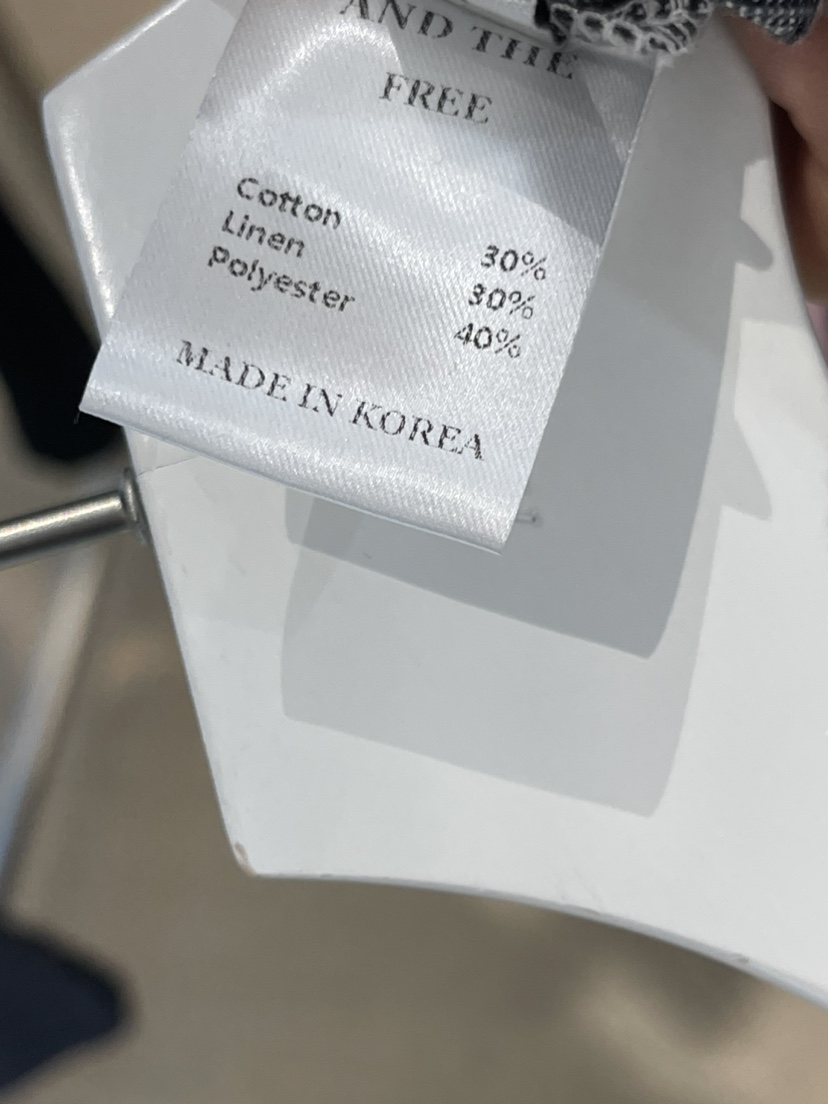 AND THE
FREE
Cotton 30%
Linen 30%
Polyester 40%
MADE IN KOREA